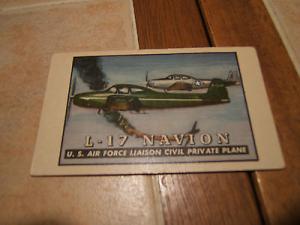 L-17 NAVION
U. S. AIR FORCE LIAISON CIVIL PRIVATE PLANE